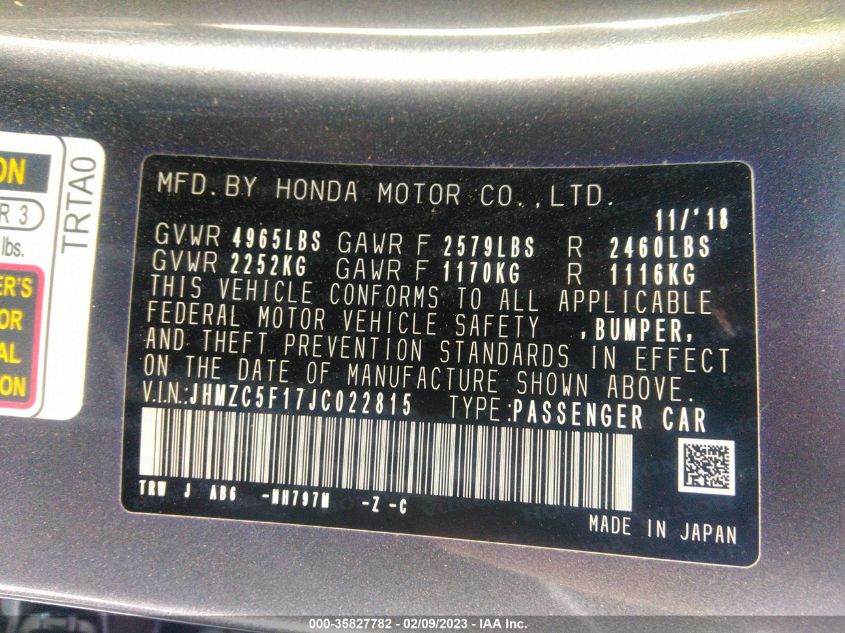 ON
R 3
lbs.
TRTA0
ER'S
OR
AL
ION
MFD.BY HONDA MOTOR CO.,LTD.
11/'18
GVWR 4965LBS GAWR F 2579LBS R 2460LBS
GVWR 2252KG GAWR F 1170KG R 1116KG
THIS VEHICLE CONFORMS TO ALL APPLICABLE
FEDERAL MOTOR VEHICLE SAFETY ,BUMPER,
AND THEFT PREVENTION STANDARDS IN EFFECT
ON THE DATE OF MANUFACTURE SHOWN ABOVE.
V.I.N:JHMZC5F17JC022815 TYPE:PASSENGER CAR
TRW J AB6 -NH797M -Z -C
MADE IN JAPAN
000-35827782 - 02/09/2023 - IAA Inc.